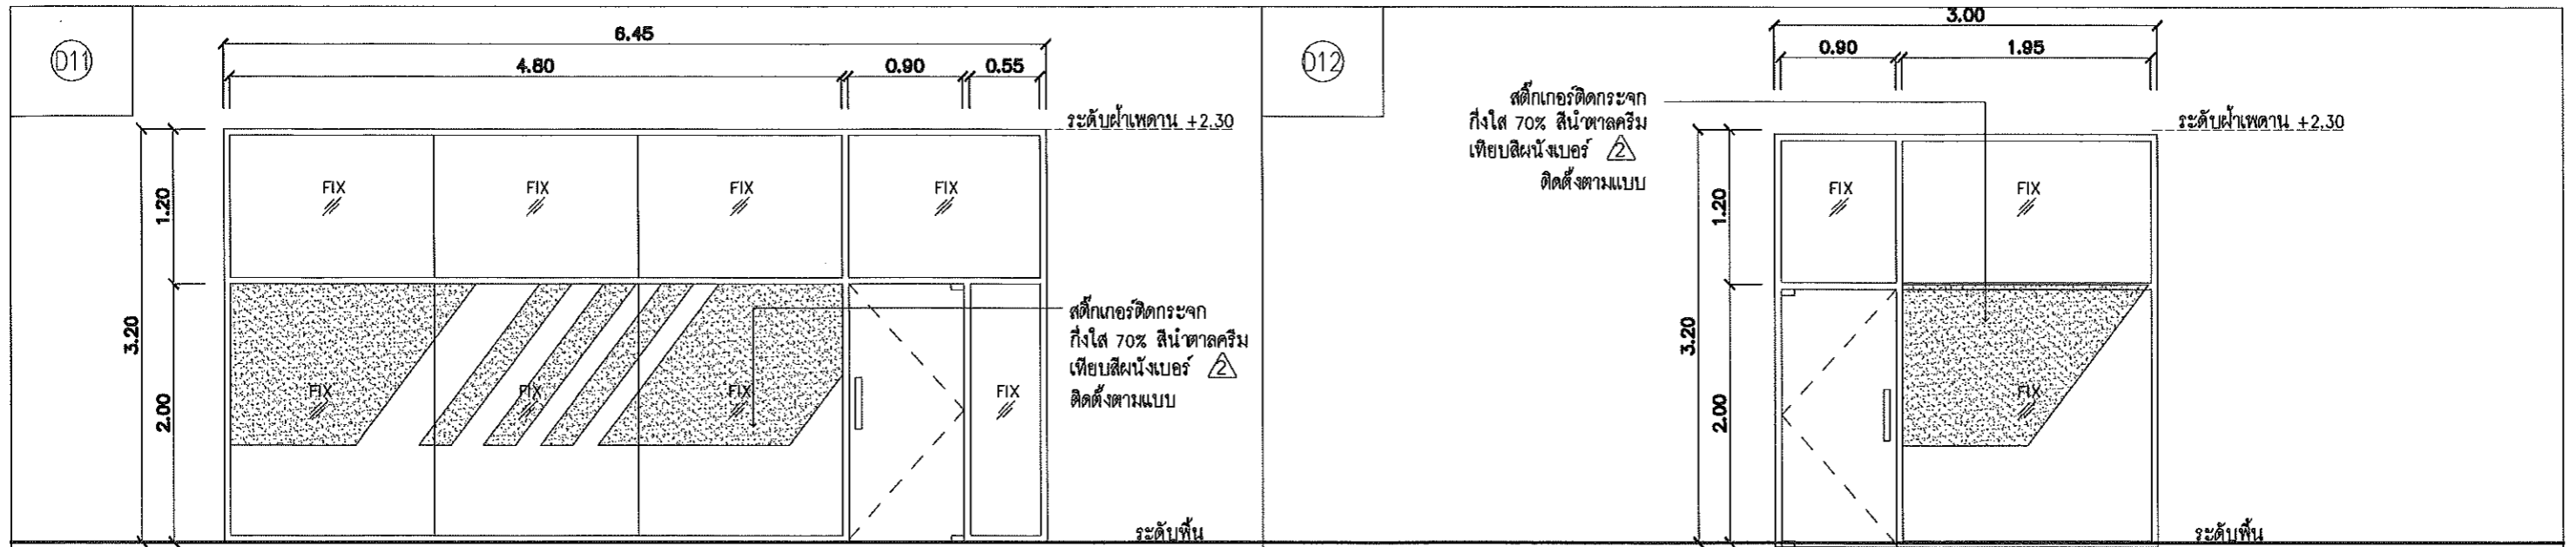 D11
6.45
4.80 0.90 0.55
ระดับฝ้าเพดาน +2.30
3.20
1.20
2.00
FIX FIX FIX FIX
FIX FIX FIX FIX
สติ๊กเกอร์ติดกระจก
กึ่งใส 70% สีน้ำตาลครีม
เทียบสีผนังเบอร์ 2
ติดตั้งตามแบบ
ระดับพื้น
D12
3.00
0.90 1.95
สติ๊กเกอร์ติดกระจก
กึ่งใส 70% สีน้ำตาลครีม
เทียบสีผนังเบอร์ 2
ติดตั้งตามแบบ
ระดับฝ้าเพดาน +2.30
3.20
1.20
2.00
FIX FIX
FIX
ระดับพื้น